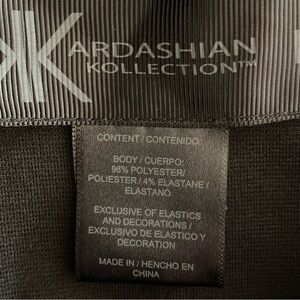 KARDASHIAN
KOLLECTION™
CONTENT / CONTENIDO:
BODY / CUERPO:
96% POLYESTER/
POLIESTER / 4% ELASTANE /
ELASTANO
EXCLUSIVE OF ELASTICS
AND DECORATIONS /
EXCLUSIVO DE ELASTICO Y
DECORATION
MADE IN / HENCHO EN
CHINA